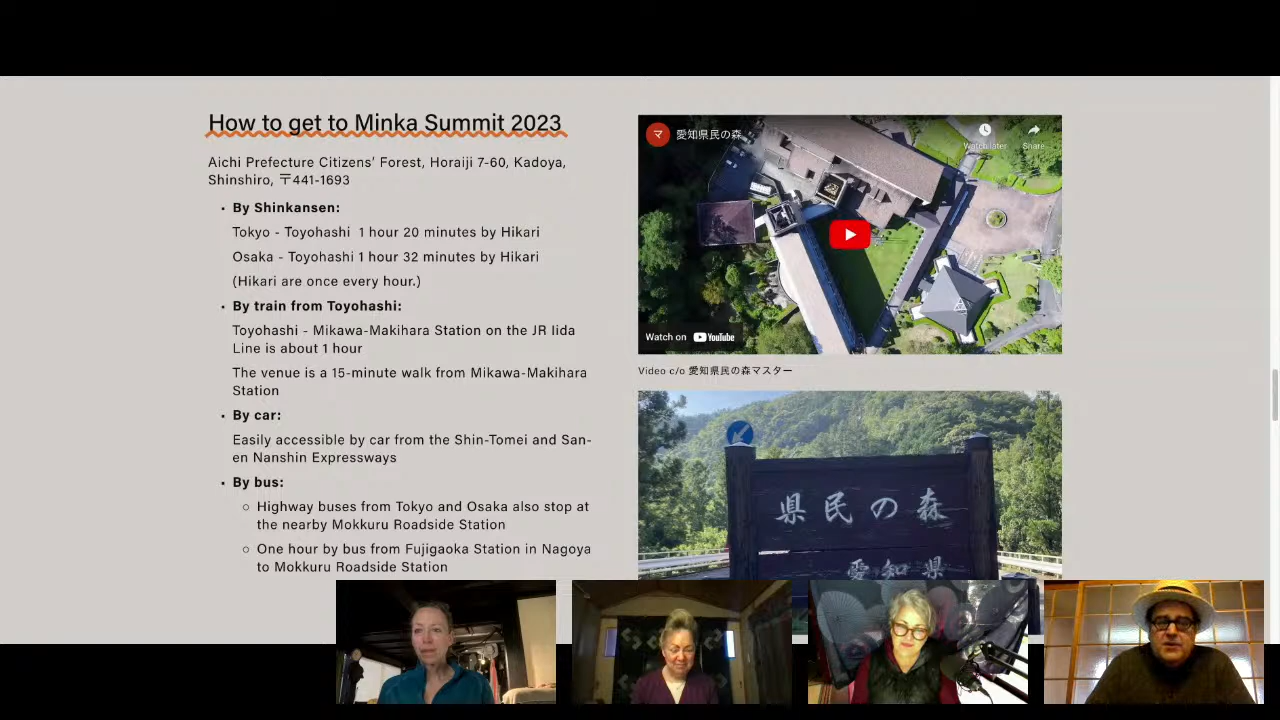 How to get to Minka Summit 2023
Aichi Prefecture Citizens' Forest, Horaiji 7-60, Kadoya,
Shinshiro, 〒441-1693
• By Shinkansen:
Tokyo - Toyohashi 1 hour 20 minutes by Hikari
Osaka - Toyohashi 1 hour 32 minutes by Hikari
(Hikari are once every hour.)
• By train from Toyohashi:
Toyohashi - Mikawa-Makihara Station on the JR Iida
Line is about 1 hour
The venue is a 15-minute walk from Mikawa-Makihara
Station
• By car:
Easily accessible by car from the Shin-Tomei and San-
en Nanshin Expressways
• By bus:
○ Highway buses from Tokyo and Osaka also stop at
the nearby Mokkuru Roadside Station
○ One hour by bus from Fujigaoka Station in Nagoya
to Mokkuru Roadside Station
マ 愛知県民の森
Watch later Share
Watch on YouTube
Video c/o 愛知県民の森マスター
県民の森
愛知県